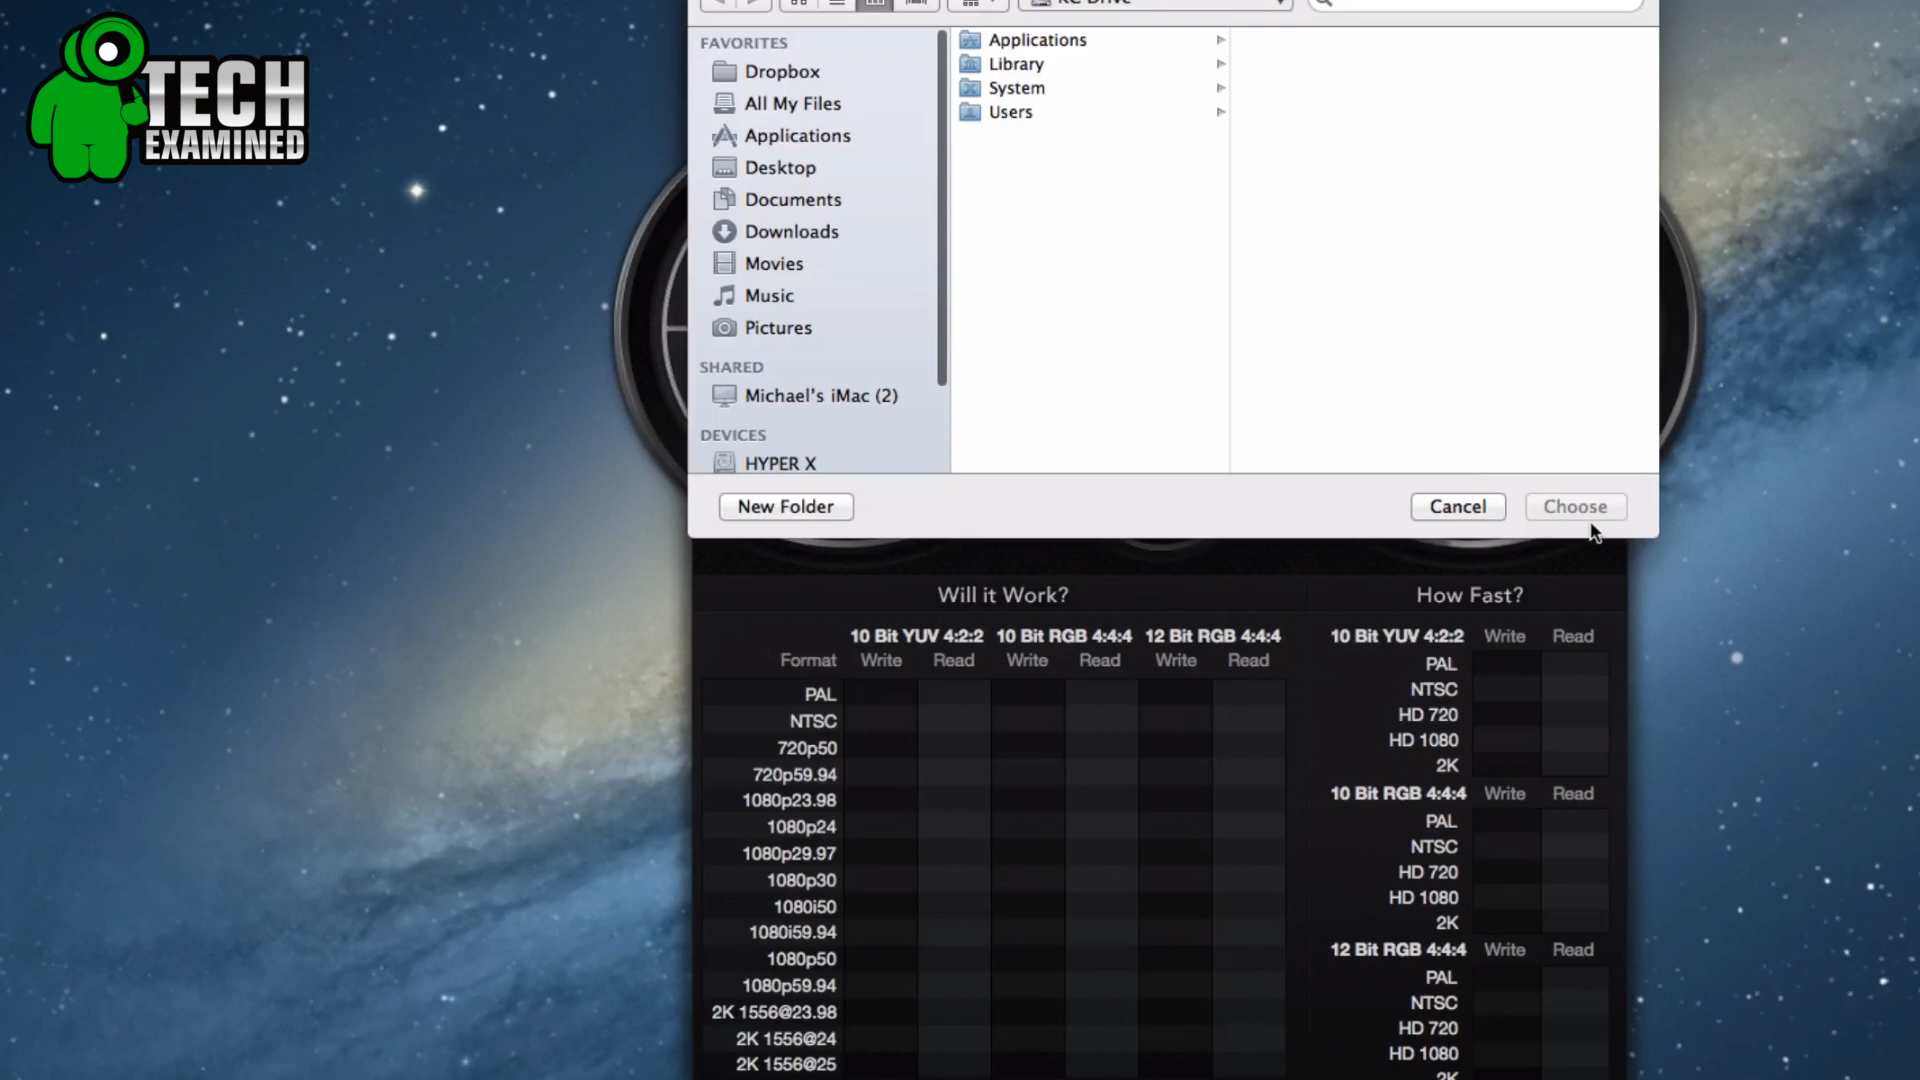 TECH
EXAMINED
FAVORITES
Dropbox
All My Files
Applications
Desktop
Documents
Downloads
Movies
Music
Pictures
SHARED
Michael's iMac (2)
DEVICES
HYPER X
Applications
Library
System
Users
New Folder
Cancel
Choose
Will it Work?
10 Bit YUV 4:2:2 10 Bit RGB 4:4:4 12 Bit RGB 4:4:4
Format Write Read Write Read Write Read
PAL
NTSC
720p50
720p59.94
1080p23.98
1080p24
1080p29.97
1080p30
1080i50
1080i59.94
1080p50
1080p59.94
2K 1556@23.98
2K 1556@24
2K 1556@25
How Fast?
10 Bit YUV 4:2:2 Write Read
PAL
NTSC
HD 720
HD 1080
2K
10 Bit RGB 4:4:4 Write Read
PAL
NTSC
HD 720
HD 1080
2K
12 Bit RGB 4:4:4 Write Read
PAL
NTSC
HD 720
HD 1080
2K